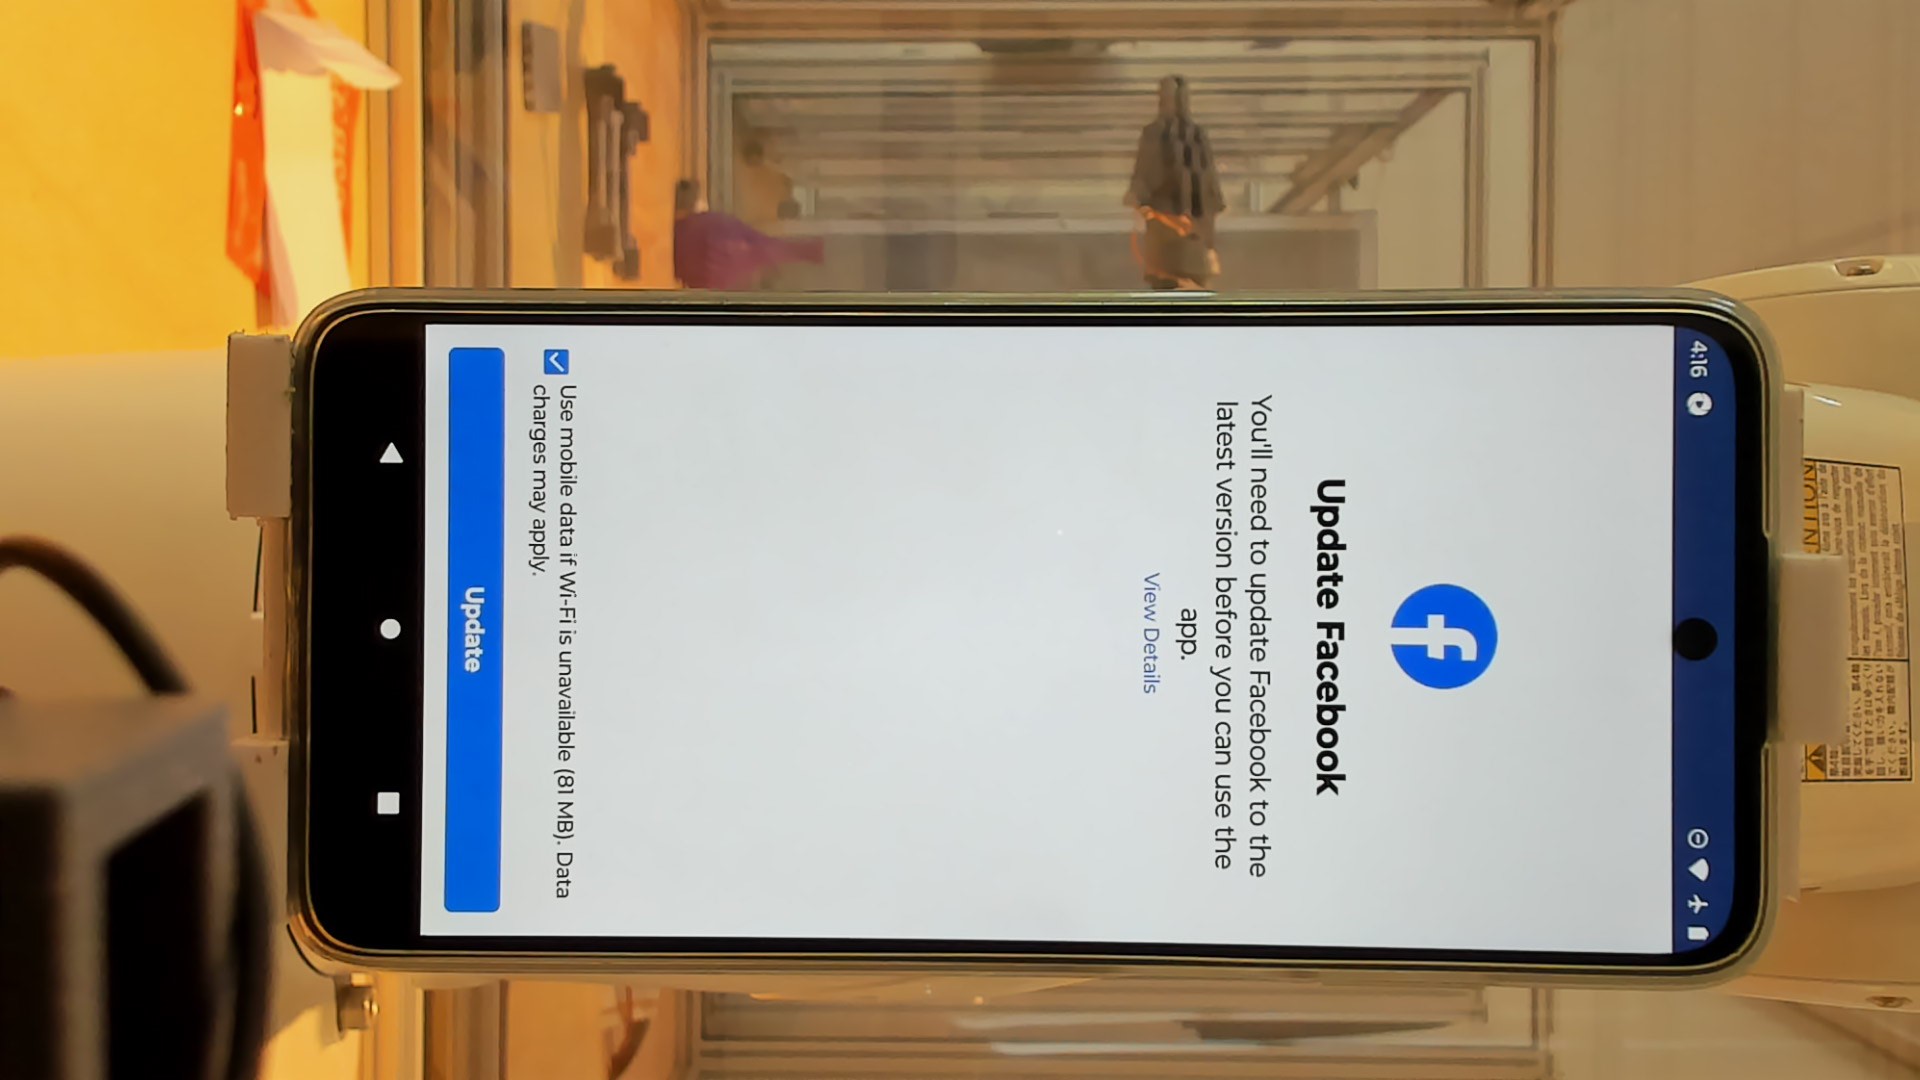 4:16
Update Facebook
You'll need to update Facebook to the
latest version before you can use the
app.
View Details
Use mobile data if Wi-Fi is unavailable (81 MB). Data
charges may apply.
Update